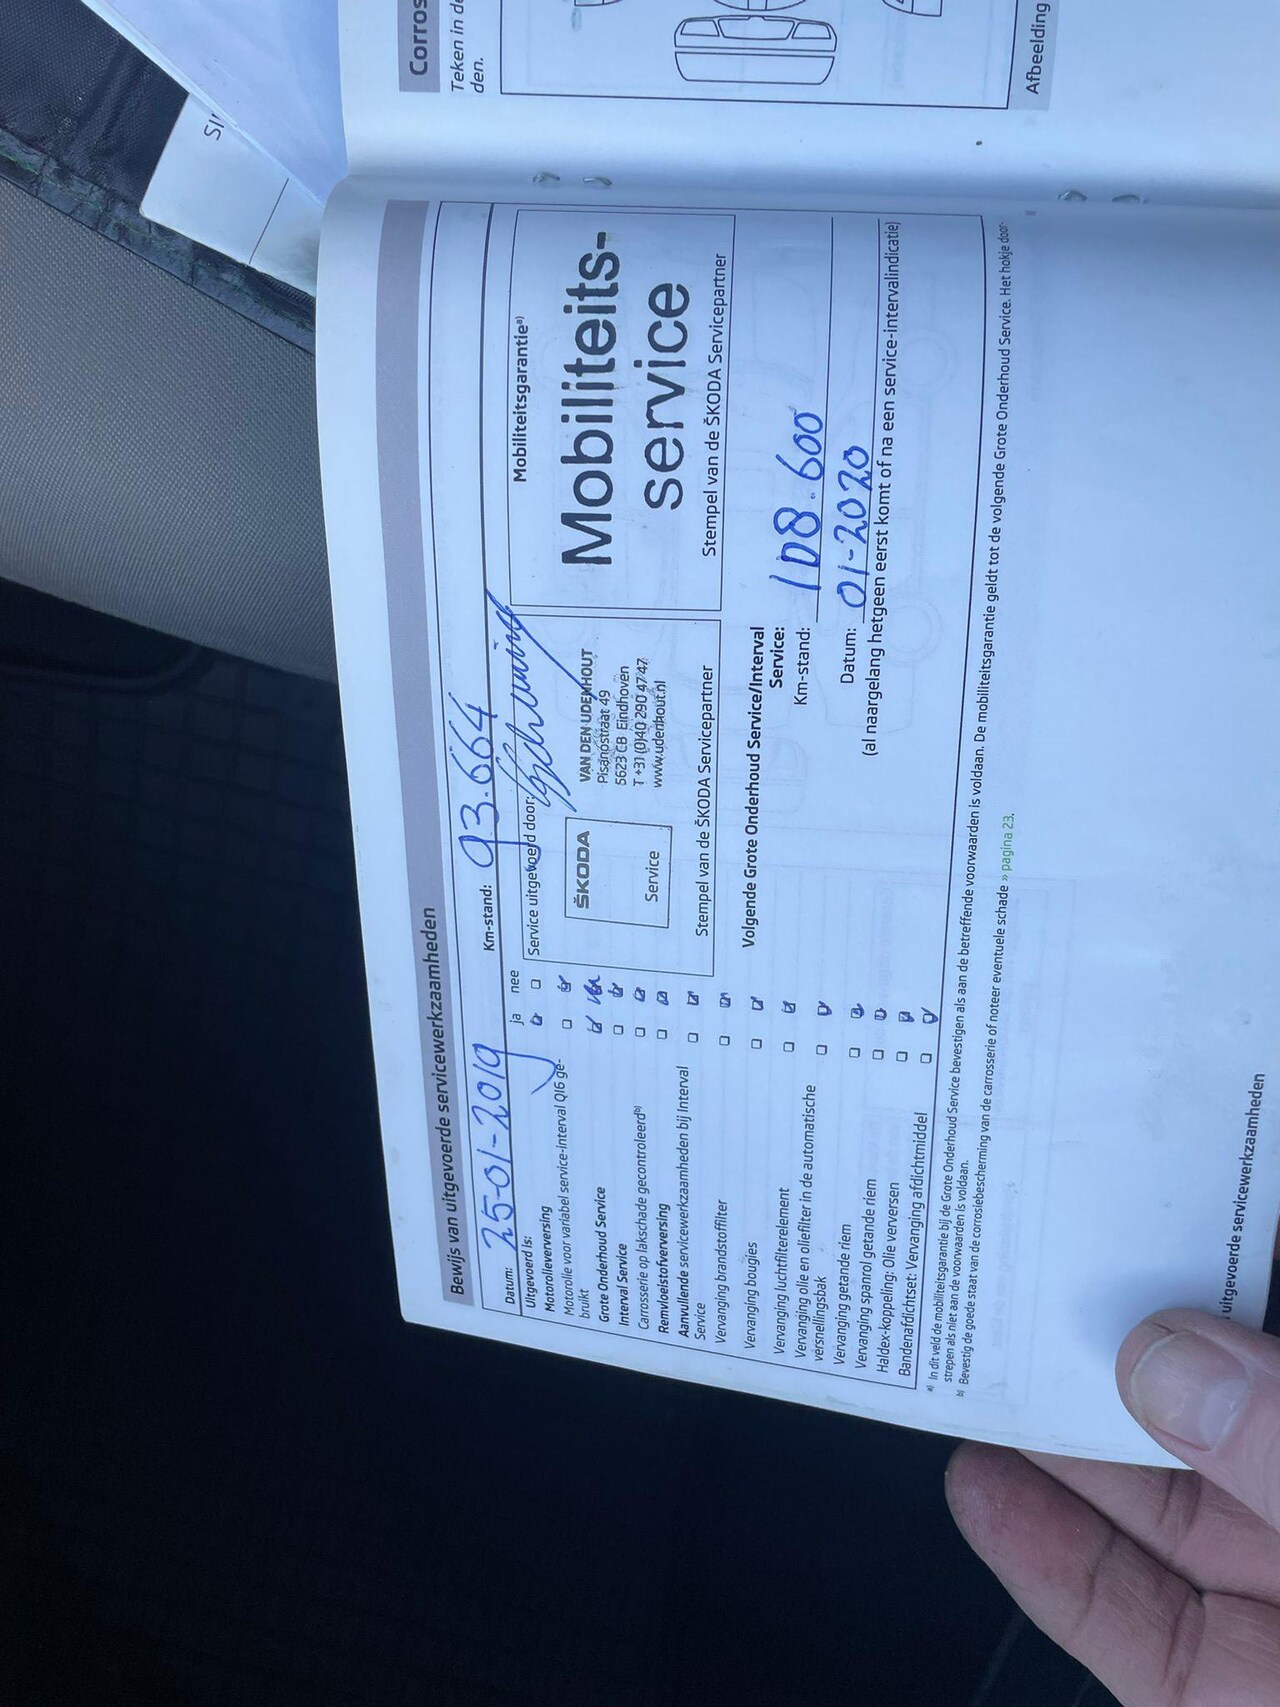 Corros
Teken in de
den.
Afbeelding
Bewijs van uitgevoerde servicewerkzaamheden
Datum: 25-01-2019 Km-stand: 93.664
Uitgevoerd is: ja nee
Motorolieverversing
Motorolie voor variabel service-interval QI6 ge-
bruikt
Grote Onderhoud Service
Interval Service
Carrosserie op lakschade gecontroleerd b)
Remvloeistofverversing
Aanvullende servicewerkzaamheden bij Interval
Service
Vervanging brandstoffilter
Vervanging bougies
Vervanging luchtfilterelement
Vervanging olie en oliefilter in de automatische
versnellingsbak
Vervanging getande riem
Vervanging spanrol getande riem
Haldex-koppeling: Olie verversen
Bandenafdichtset: Vervanging afdichtmiddel
Service uitgevoerd door:
ŠKODA
Service
VAN DEN UDENHOUT
Pisanostraat 49
5623 CB Eindhoven
T +31 (0)40 290 47 47
www.udenhout.nl
Stempel van de ŠKODA Servicepartner
Mobiliteitsgarantie a)
Mobiliteits-
service
Stempel van de ŠKODA Servicepartner
Volgende Grote Onderhoud Service/Interval
Service:
Km-stand: 108.600
Datum: 01-2020
(al naargelang hetgeen eerst komt of na een service-intervalindicatie)
a) In dit veld de mobiliteitsgarantie bij de Grote Onderhoud Service bevestigen als aan de betreffende voorwaarden is voldaan. De mobiliteitsgarantie geldt tot de volgende Grote Onderhoud Service. Het hokje door-
strepen als niet aan de voorwaarden is voldaan.
b) Bevestig de goede staat van de corrosiebescherming van de carrosserie of noteer eventuele schade » pagina 23.
uitgevoerde servicewerkzaamheden